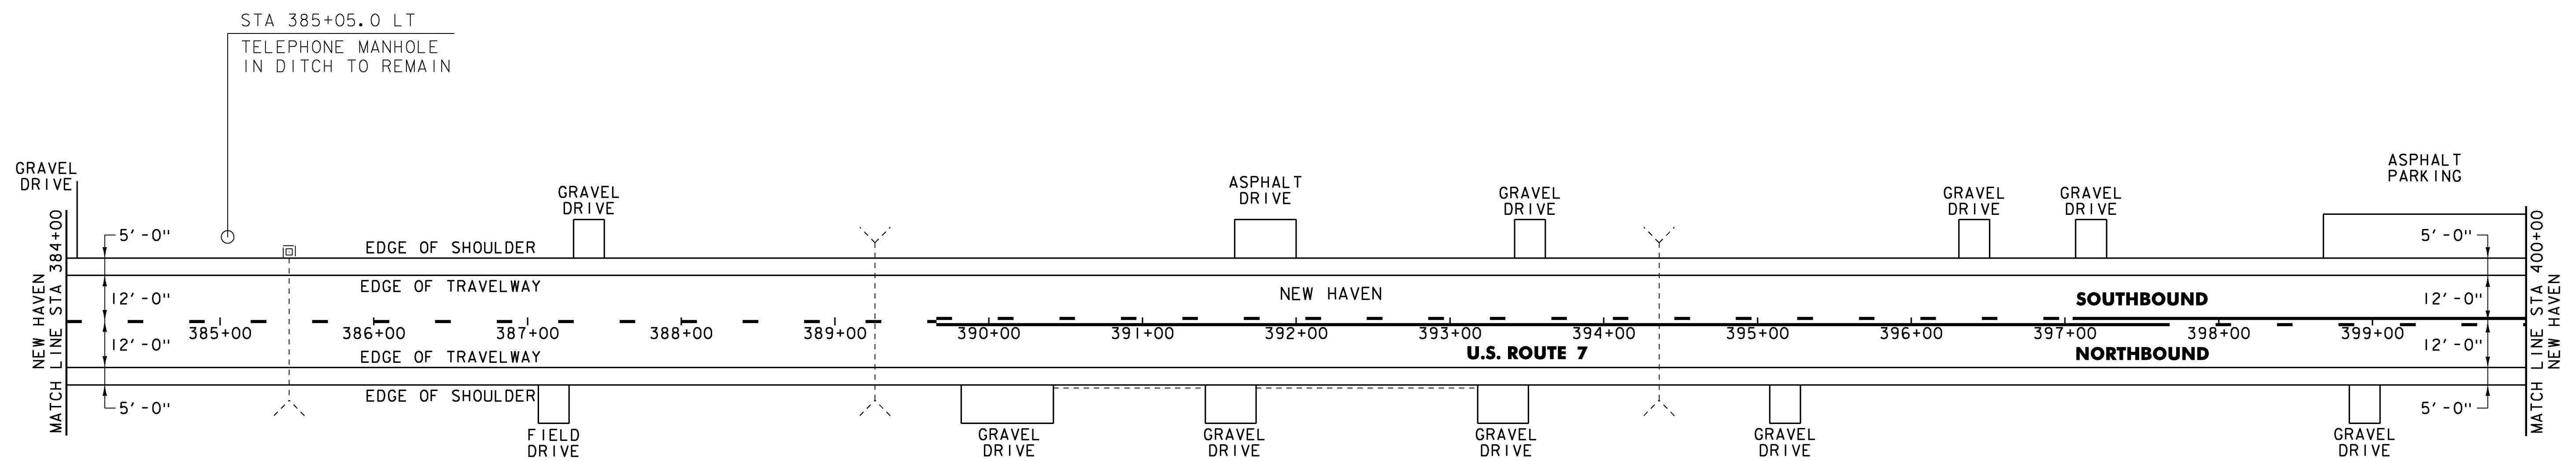 STA 385+05.0 LT
TELEPHONE MANHOLE
IN DITCH TO REMAIN
GRAVEL
DRIVE
GRAVEL
DRIVE
ASPHALT
DRIVE
GRAVEL
DRIVE
GRAVEL
DRIVE
GRAVEL
DRIVE
ASPHALT
PARKING
NEW HAVEN
MATCH LINE STA 384+00
5'-0"
EDGE OF SHOULDER
5'-0"
12'-0"
EDGE OF TRAVELWAY
NEW HAVEN
SOUTHBOUND
12'-0"
385+00
386+00
387+00
388+00
389+00
390+00
391+00
392+00
393+00
394+00
395+00
396+00
397+00
398+00
399+00
12'-0"
EDGE OF TRAVELWAY
U.S. ROUTE 7
NORTHBOUND
12'-0"
5'-0"
EDGE OF SHOULDER
5'-0"
FIELD
DRIVE
GRAVEL
DRIVE
GRAVEL
DRIVE
GRAVEL
DRIVE
GRAVEL
DRIVE
GRAVEL
DRIVE
MATCH LINE STA 400+00
NEW HAVEN